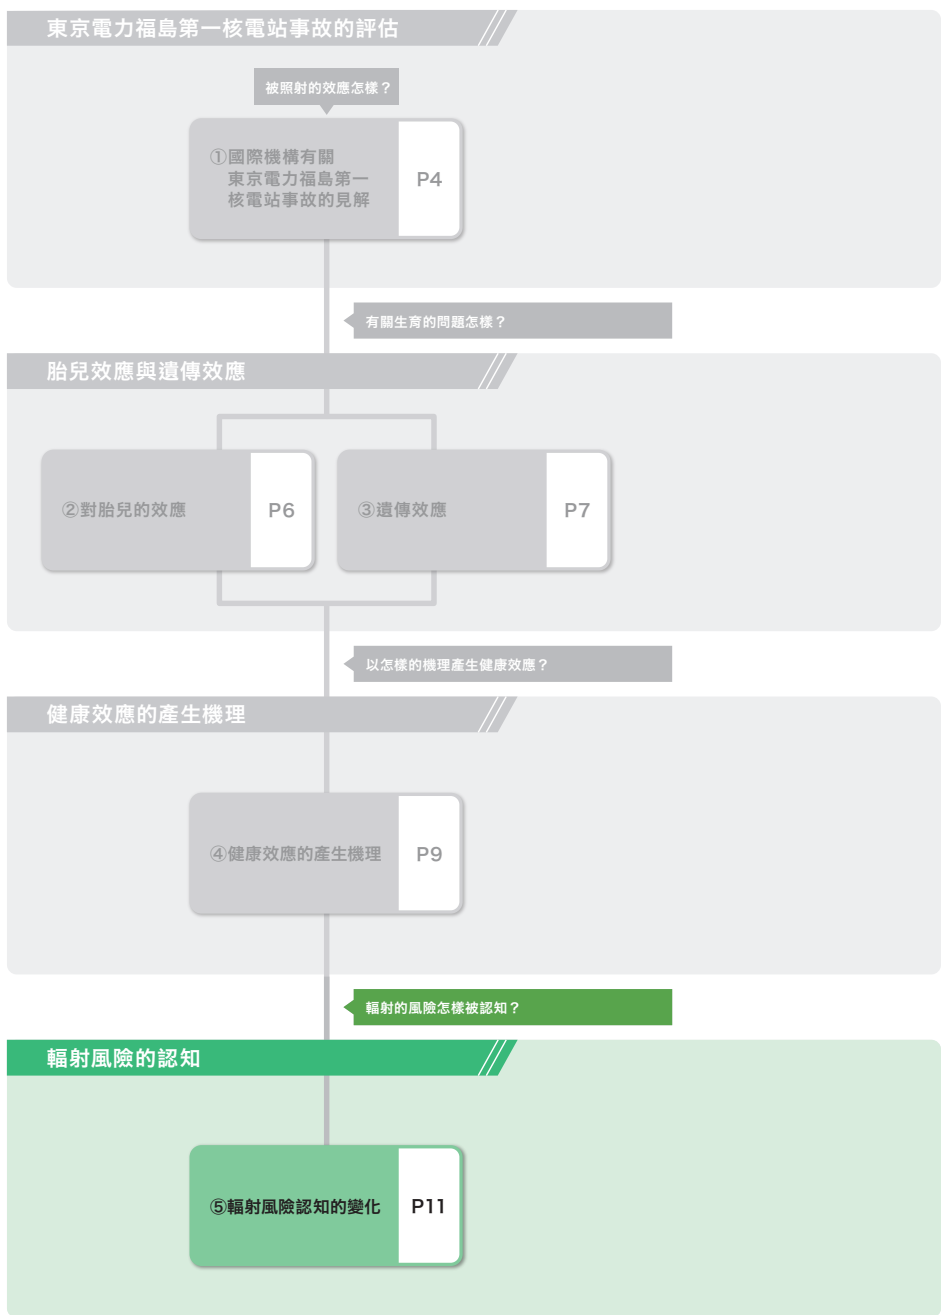 東京電力福島第一核電站事故的評估
被照射的效應怎樣？
①國際機構有關
東京電力福島第一
核電站事故的見解
P4
有關生育的問題怎樣？
胎兒效應與遺傳效應
②對胎兒的效應
P6
③遺傳效應
P7
以怎樣的機理產生健康效應？
健康效應的產生機理
④健康效應的產生機理
P9
輻射的風險怎樣被認知？
輻射風險的認知
⑤輻射風險認知的變化
P11